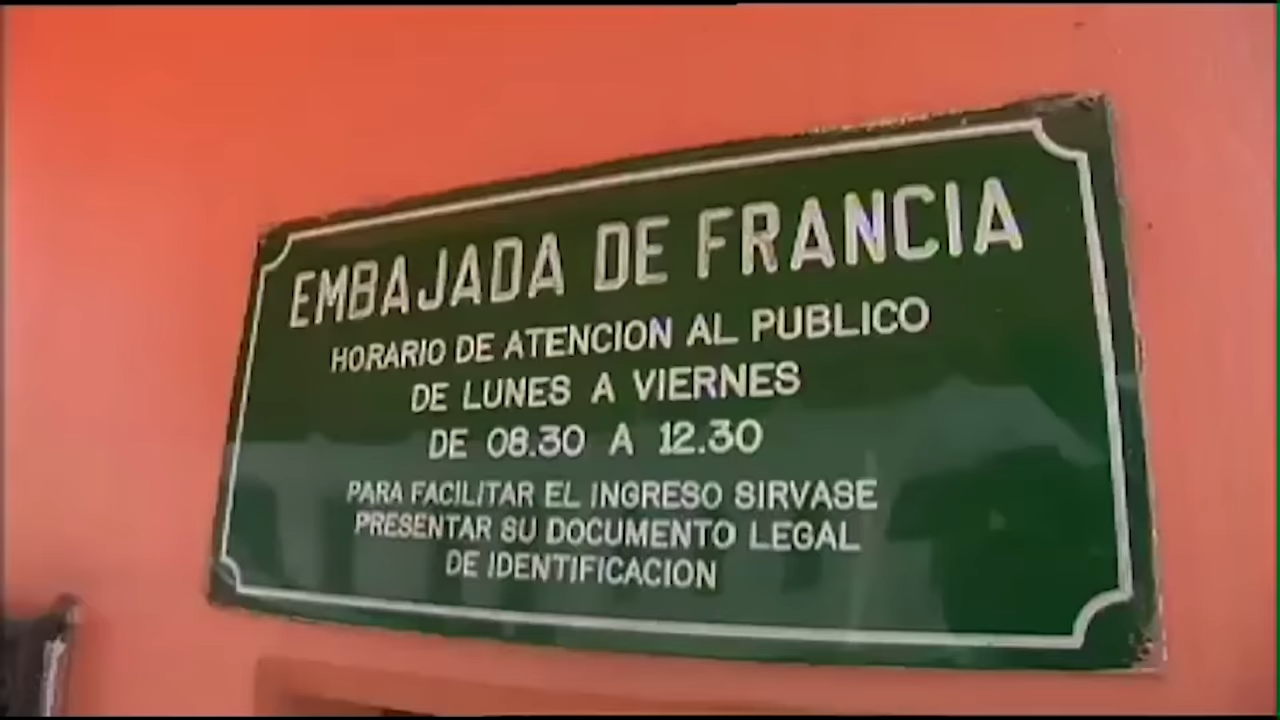 EMBAJADA DE FRANCIA
HORARIO DE ATENCION AL PUBLICO
DE LUNES A VIERNES
DE 08.30 A 12.30
PARA FACILITAR EL INGRESO SIRVASE
PRESENTAR SU DOCUMENTO LEGAL
DE IDENTIFICACION